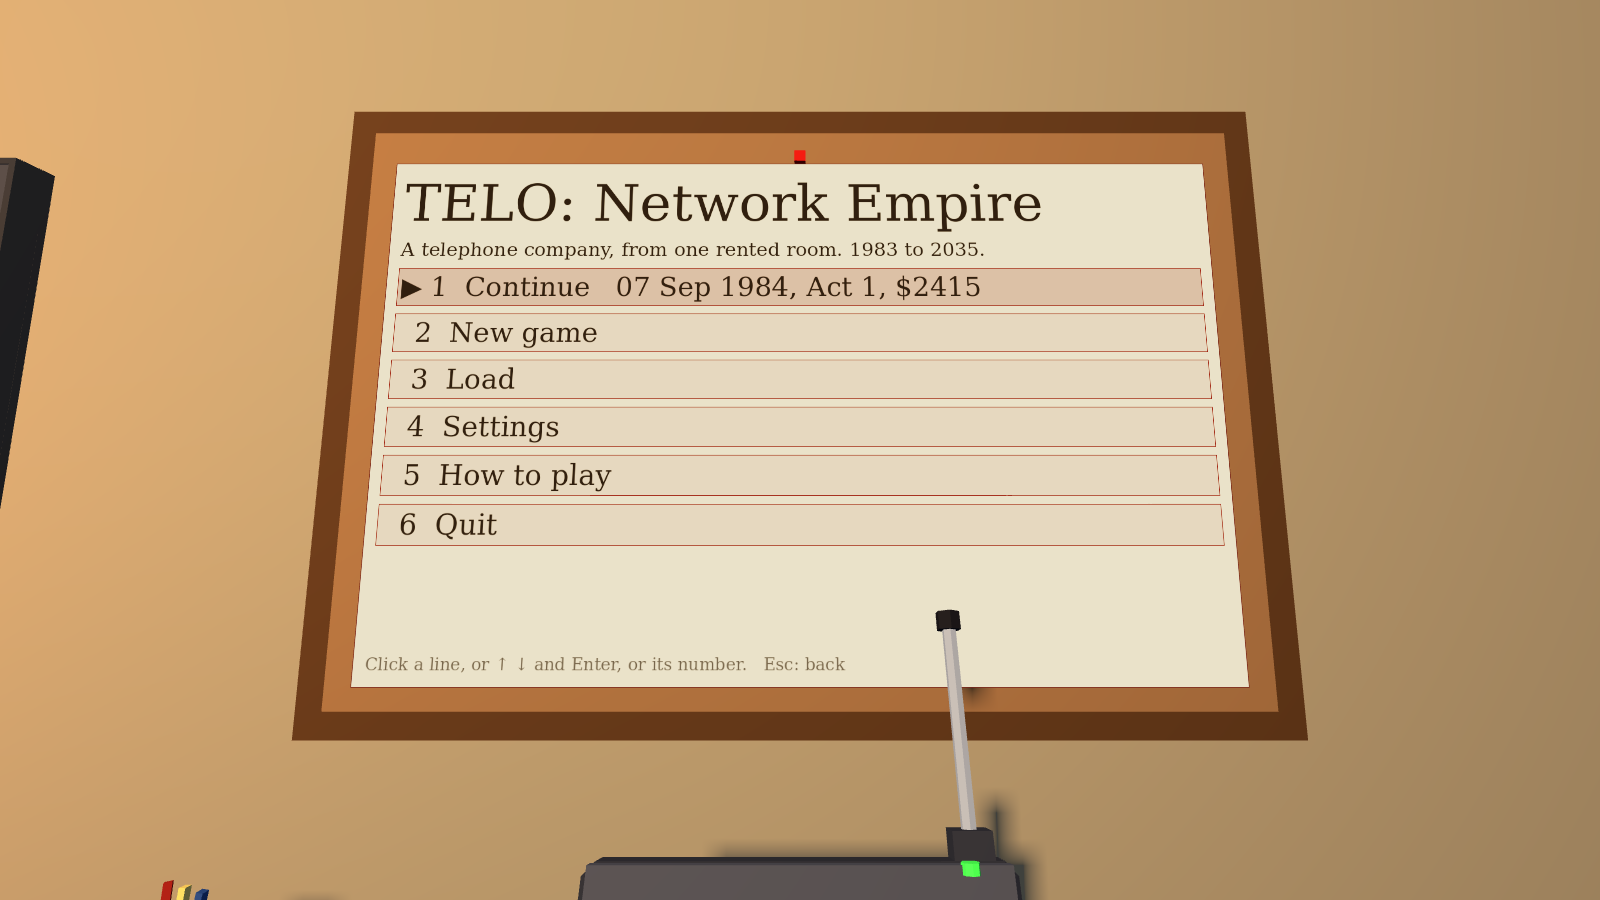 TELO: Network Empire
A telephone company, from one rented room. 1983 to 2035.
▶ 1 Continue 07 Sep 1984, Act 1, $2415
2 New game
3 Load
4 Settings
5 How to play
6 Quit
Click a line, or ↑ ↓ and Enter, or its number. Esc: back